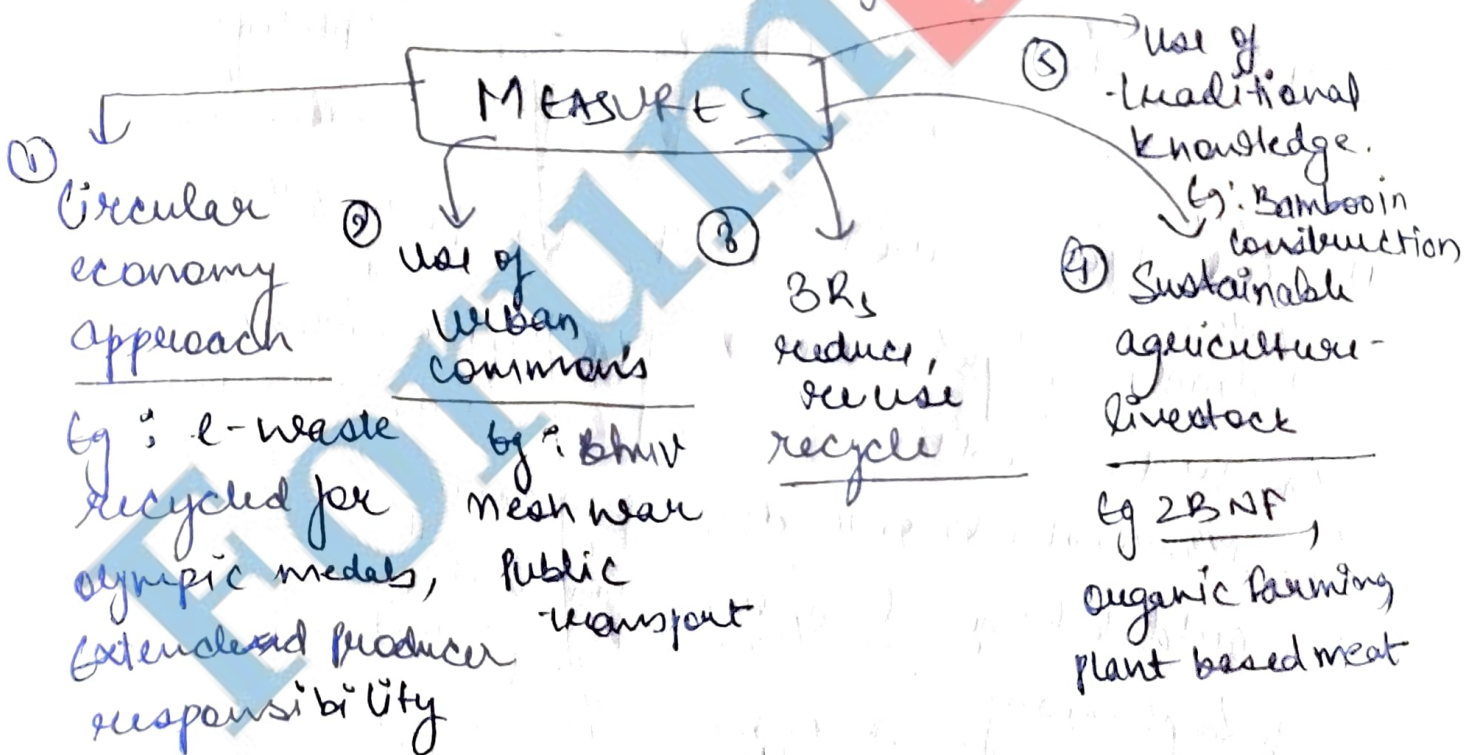 MEASURES
①
Circular
economy
approach
Eg: e-waste
recycled for
olympic medals,
Extended Producer
responsibility
②
Use of
urban
commons
Eg: Bhuv
neshwar
Public
transport
③
3Rs
reduce,
reuse
recycle
④ Sustainable
agriculture-
livestock
Eg ZBNF,
organic farming,
plant based meat
⑤ Use of
traditional
knowledge.
Eg: Bamboo in
construction
Forum